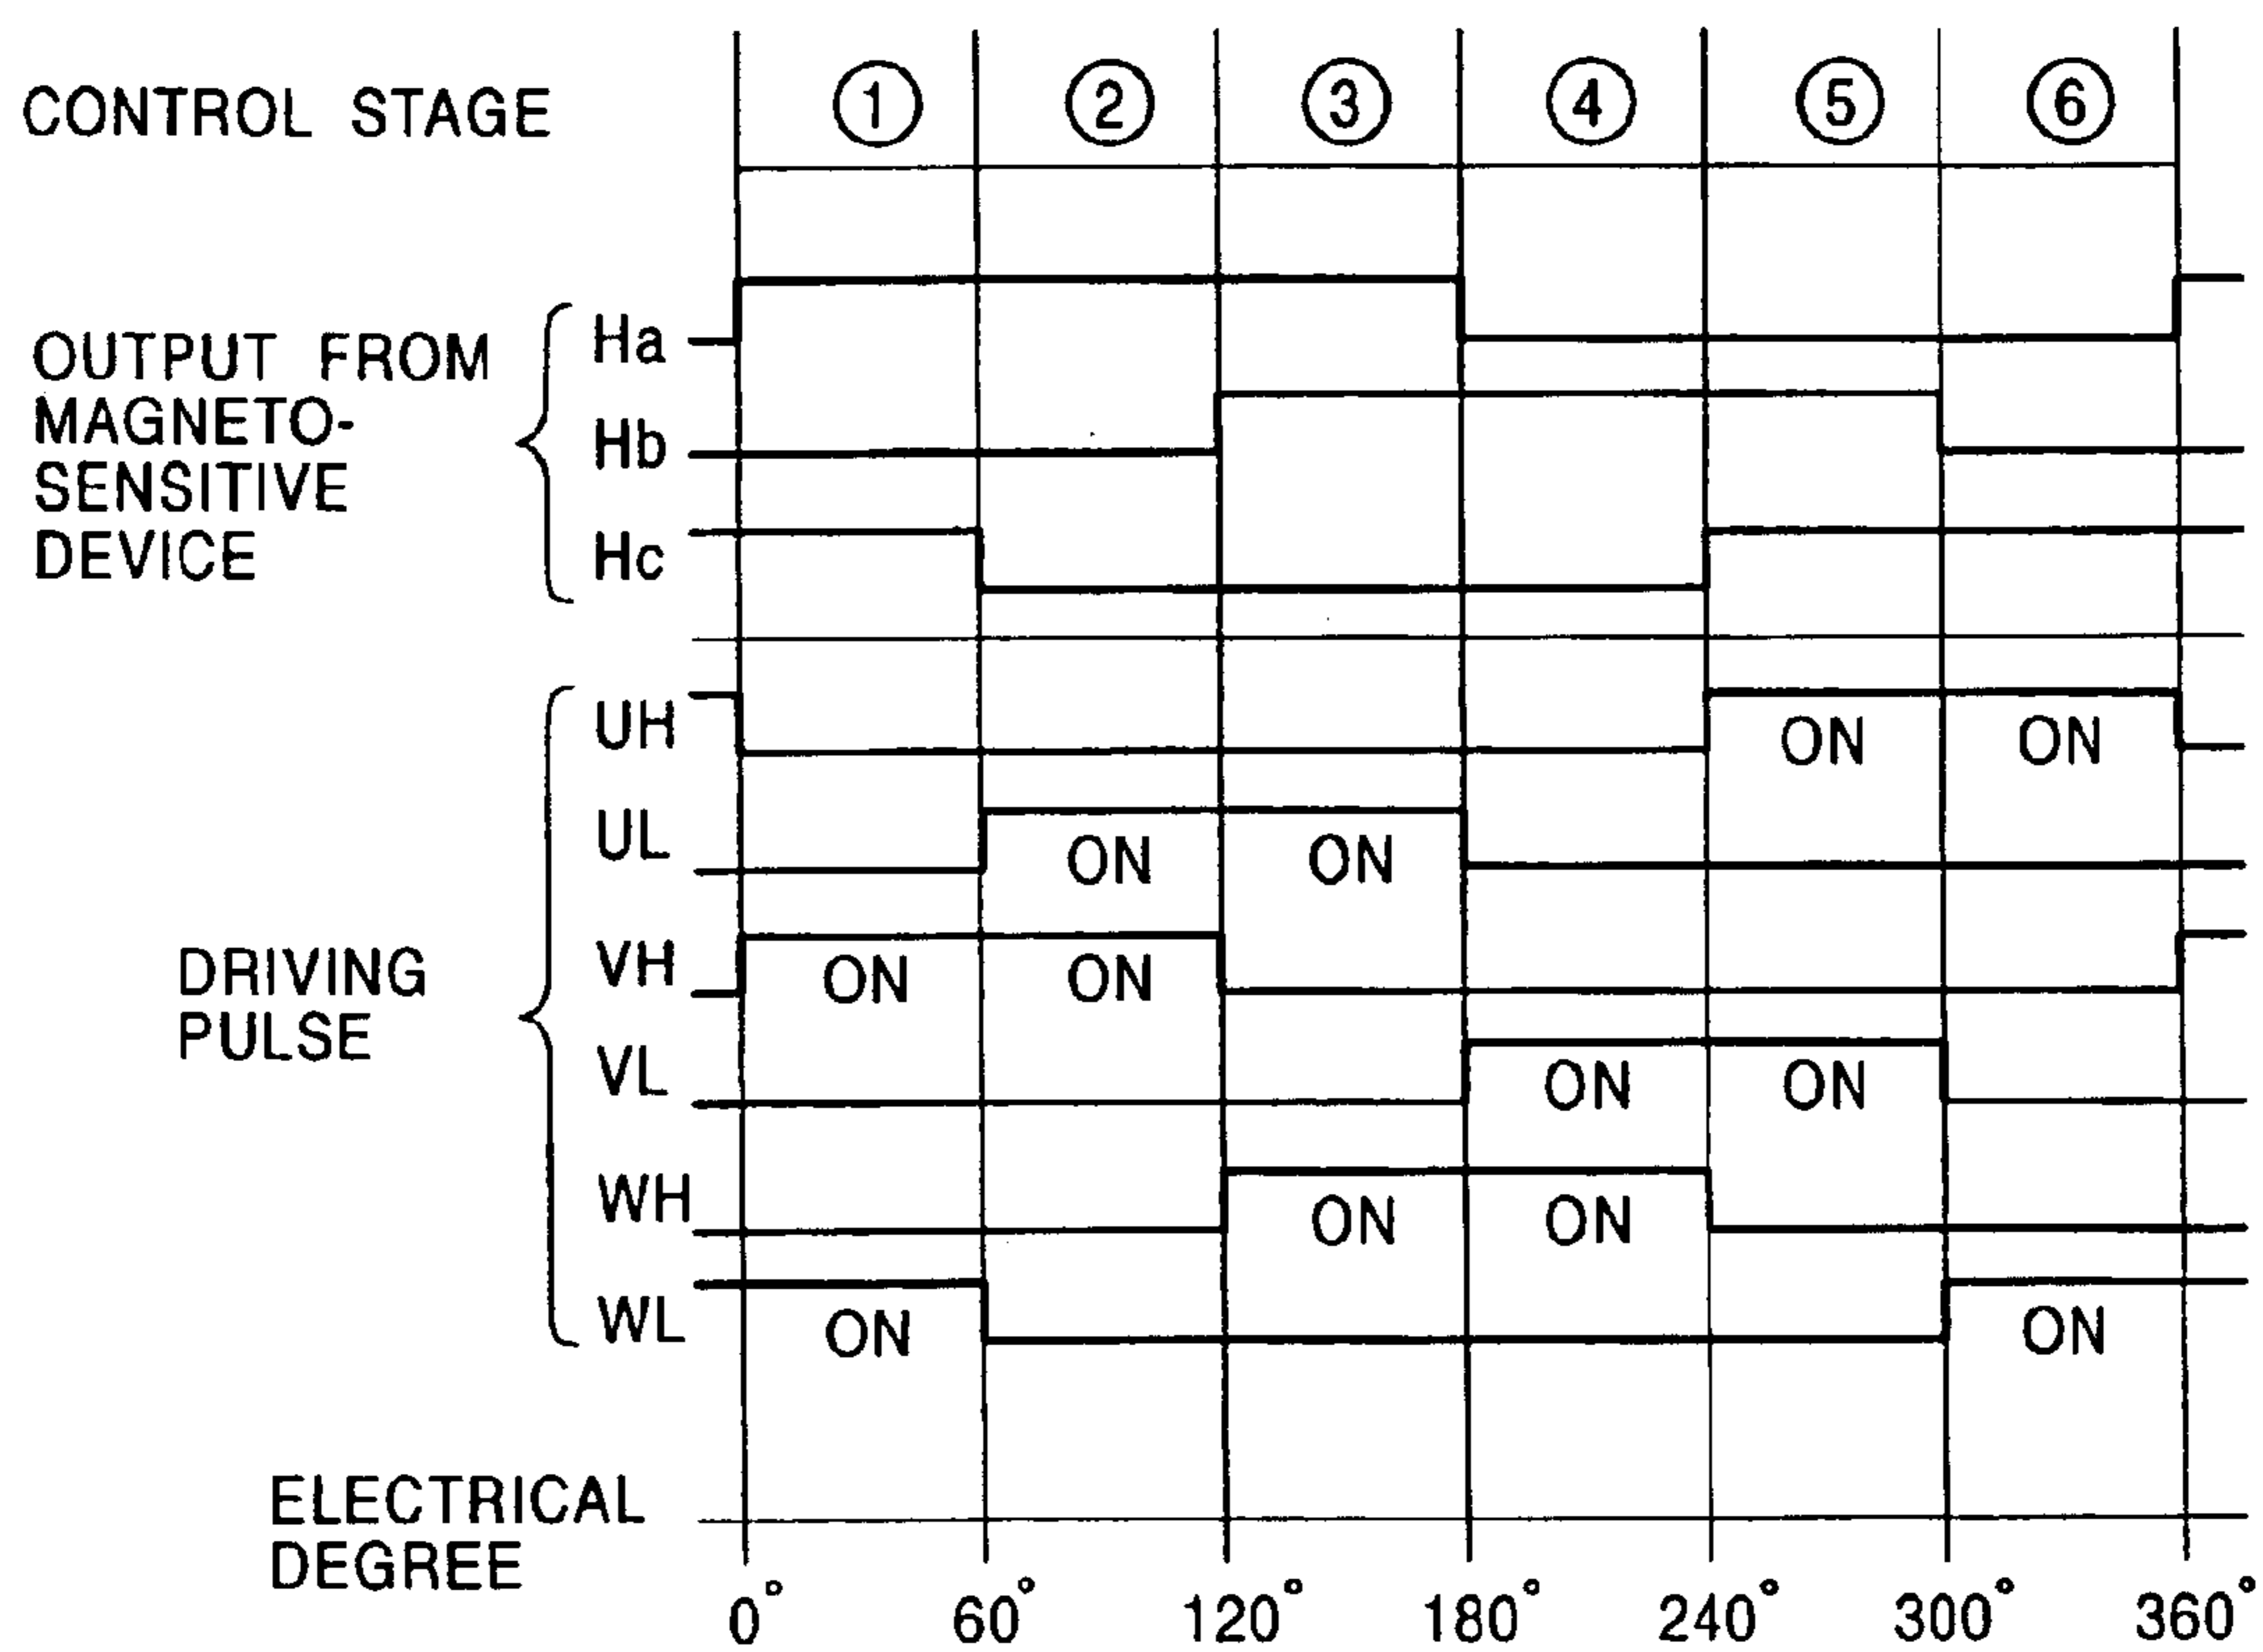 CONTROL STAGE ① ② ③ ④ ⑤ ⑥
OUTPUT FROM
MAGNETO-
SENSITIVE
DEVICE
Ha
Hb
Hc
DRIVING
PULSE
UH ON ON
UL ON ON
VH ON ON
VL ON ON
WH ON ON
WL ON ON
ELECTRICAL
DEGREE
0° 60° 120° 180° 240° 300° 360°